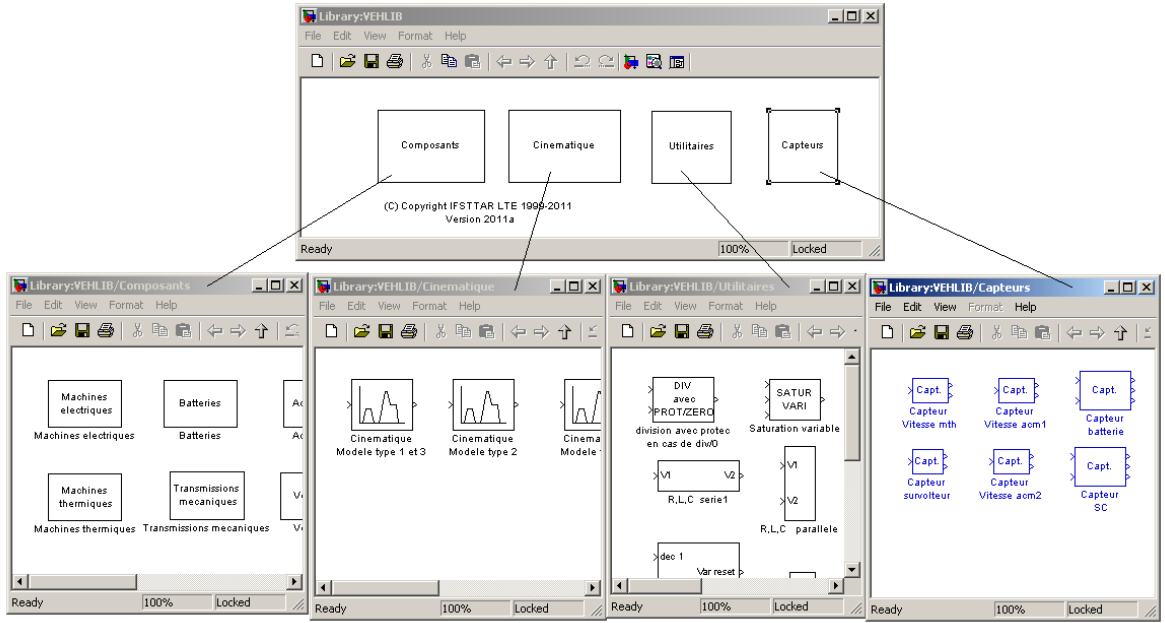 Library:VEHLIB
File Edit View Format Help
Composants
Cinematique
Utilitaires
Capteurs
(C) Copyright IFSTTAR LTE 1999-2011
Version 2011a
Ready 100% Locked
Library:VEHLIB/Composants
File Edit View Format Help
Machines
electriques
Machines electriques
Batteries
Batteries
Machines
thermiques
Machines thermiques
Transmissions
mecaniques
Transmissions mecaniques
Ready 100% Locked
Library:VEHLIB/Cinematique
File Edit View Format Help
Cinematique
Modele type 1 et 3
Cinematique
Modele type 2
Cinema
Modele
Ready 100% Locked
Library:VEHLIB/Utilitaires
File Edit View Format Help
DIV
avec
PROT/ZERO
division avec protec
en cas de div/0
SATUR
VARI
Saturation variable
V1 V2
R,L,C serie1
V1
V2
R,L,C parallele
dec 1
Var reset
Ready 100% Locked
Library:VEHLIB/Capteurs
File Edit View Format Help
Capt.
Capteur
Vitesse mth
Capt.
Capteur
Vitesse acm1
Capt.
Capteur
batterie
Capt.
Capteur
survolteur
Capt.
Capteur
Vitesse acm2
Capt.
Capteur
SC
Ready 100% Locked